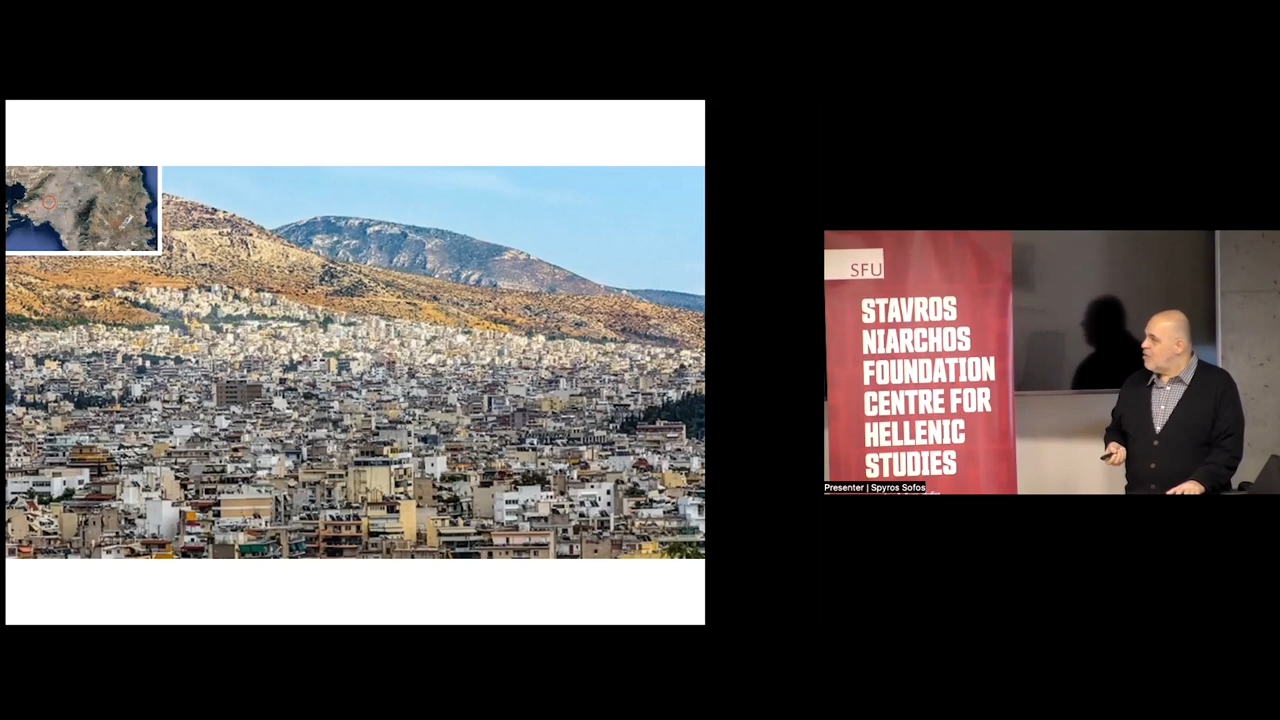 SFU
STAVROS
NIARCHOS
FOUNDATION
CENTRE FOR
HELLENIC
STUDIES
Presenter | Spyros Sofos